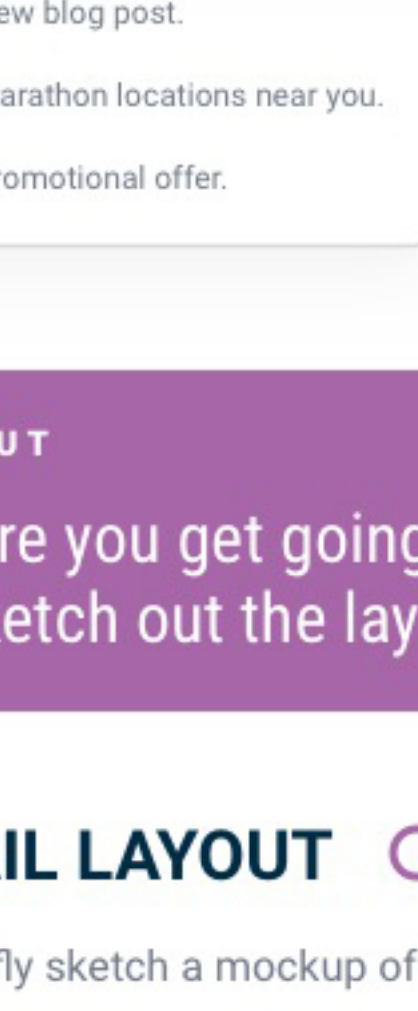 ew blog post.
arathon locations near you.
romotional offer.
UT
re you get going
etch out the lay
IL LAYOUT
fly sketch a mockup of